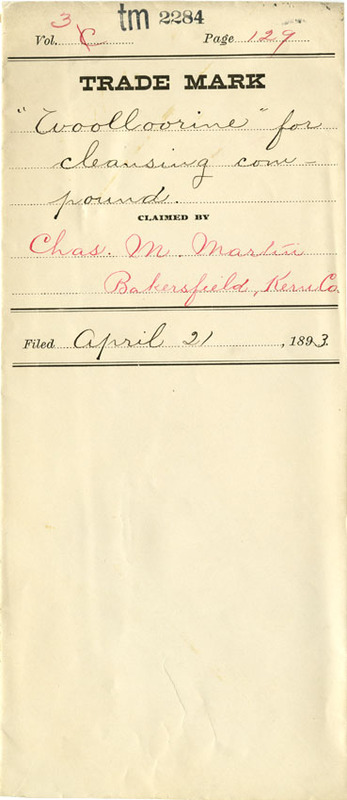 tm 2284
Vol. 3 C Page 129
TRADE MARK
"Woolloorine" for
cleansing com-
pound.
CLAIMED BY
Chas. M. Martin
Bakersfield, Kern Co
Filed April 21, 1893.